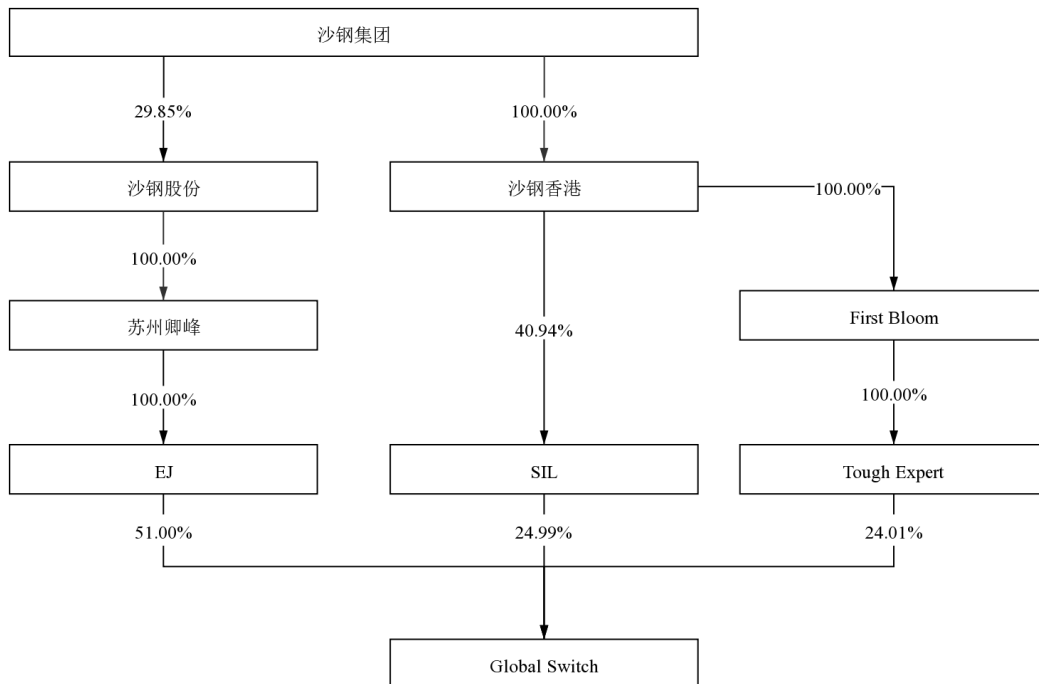 沙钢集团
29.85%
100.00%
沙钢股份
沙钢香港
100.00%
100.00%
苏州卿峰
First Bloom
40.94%
100.00%
100.00%
EJ
SIL
Tough Expert
51.00%
24.99%
24.01%
Global Switch